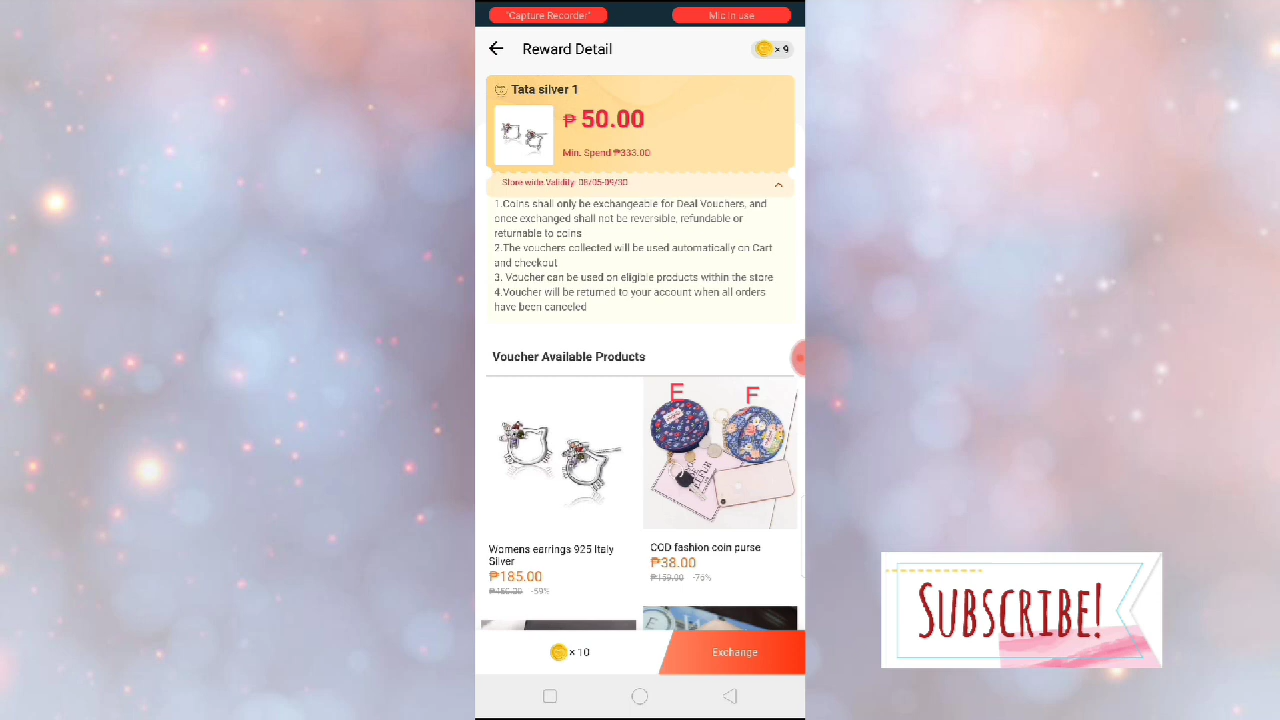 "Capture Recorder"
Mic in use
Reward Detail
× 9
Tata silver 1
₱ 50.00
Min. Spend ₱333.00
Store wide Validity: 08/05-09/30
1.Coins shall only be exchangeable for Deal Vouchers, and
once exchanged shall not be reversible, refundable or
returnable to coins
2.The vouchers collected will be used automatically on Cart
and checkout
3. Voucher can be used on eligible products within the store
4.Voucher will be returned to your account when all orders
have been canceled
Voucher Available Products
E F
Womens earrings 925 Italy
Silver
₱185.00
-59%
COD fashion coin purse
₱38.00
₱159.00 -76%
× 10
Exchange
SUBSCRIBE!